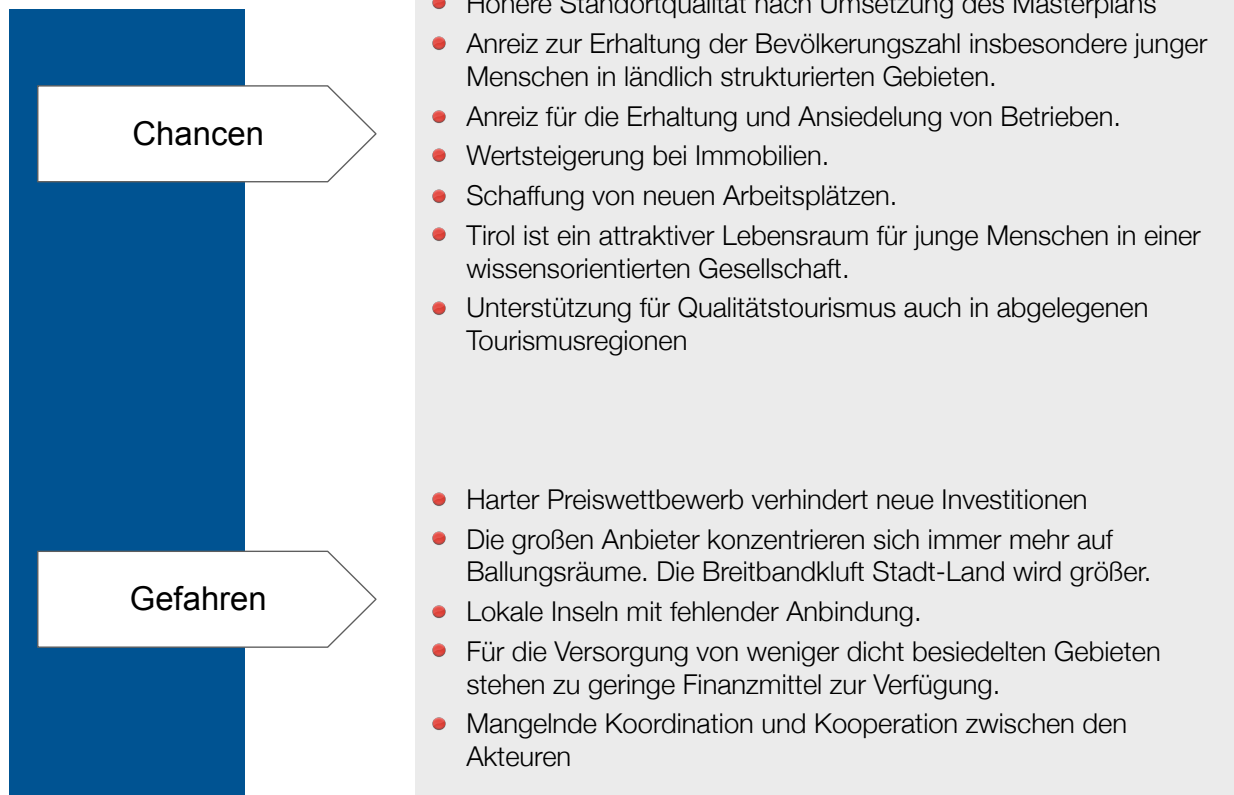 Höhere Standortqualität nach Umsetzung des Masterplans
Anreiz zur Erhaltung der Bevölkerungszahl insbesondere junger
Menschen in ländlich strukturierten Gebieten.
Chancen
Anreiz für die Erhaltung und Ansiedelung von Betrieben.
Wertsteigerung bei Immobilien.
Schaffung von neuen Arbeitsplätzen.
Tirol ist ein attraktiver Lebensraum für junge Menschen in einer
wissensorientierten Gesellschaft.
Unterstützung für Qualitätstourismus auch in abgelegenen
Tourismusregionen
Harter Preiswettbewerb verhindert neue Investitionen
Die großen Anbieter konzentrieren sich immer mehr auf
Ballungsräume. Die Breitbandkluft Stadt-Land wird größer.
Gefahren
Lokale Inseln mit fehlender Anbindung.
Für die Versorgung von weniger dicht besiedelten Gebieten
stehen zu geringe Finanzmittel zur Verfügung.
Mangelnde Koordination und Kooperation zwischen den
Akteuren